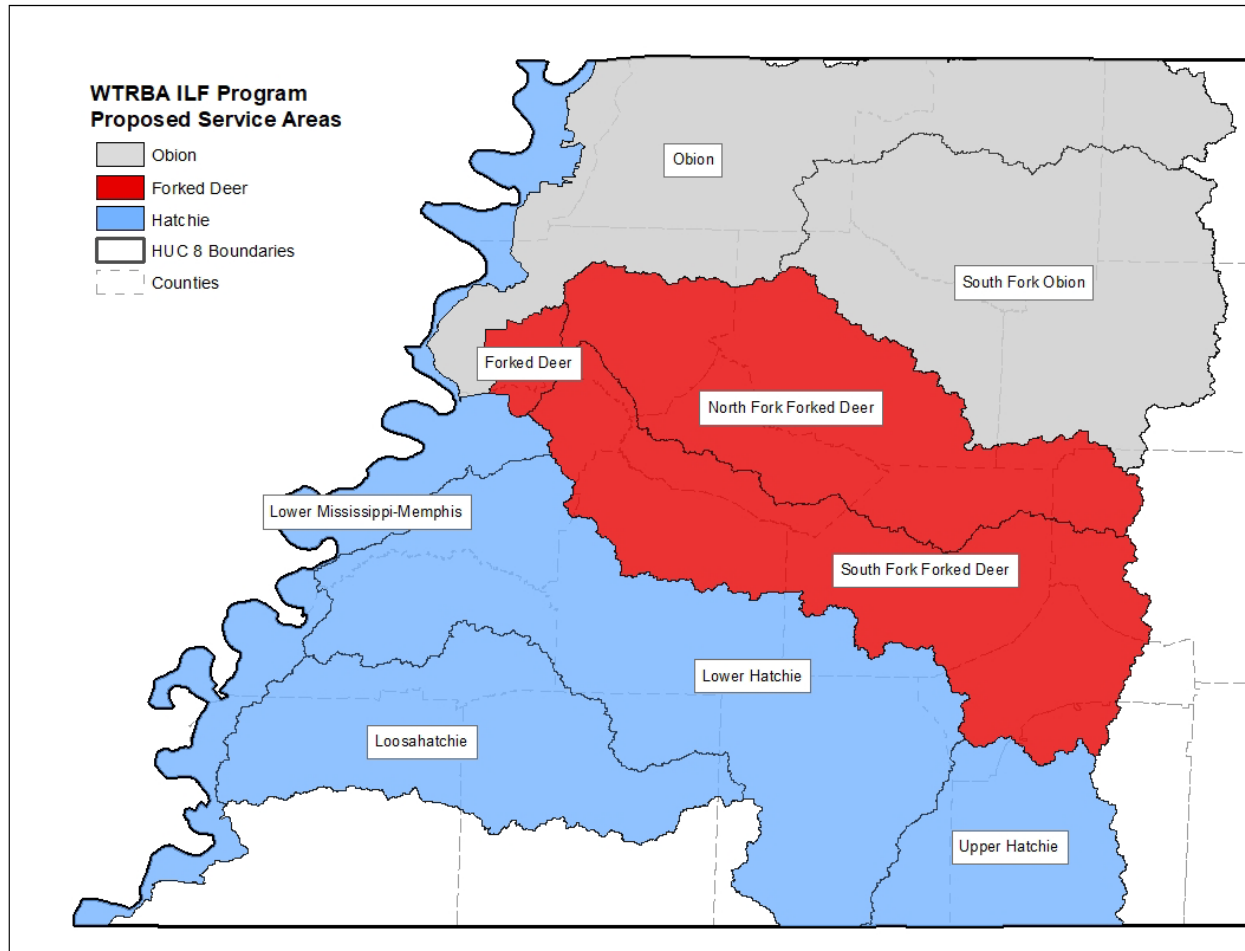 WTRBA ILF Program
Proposed Service Areas
Obion
Forked Deer
Hatchie
HUC 8 Boundaries
Counties
Obion
South Fork Obion
Forked Deer
North Fork Forked Deer
Lower Mississippi-Memphis
South Fork Forked Deer
Lower Hatchie
Loosahatchie
Upper Hatchie